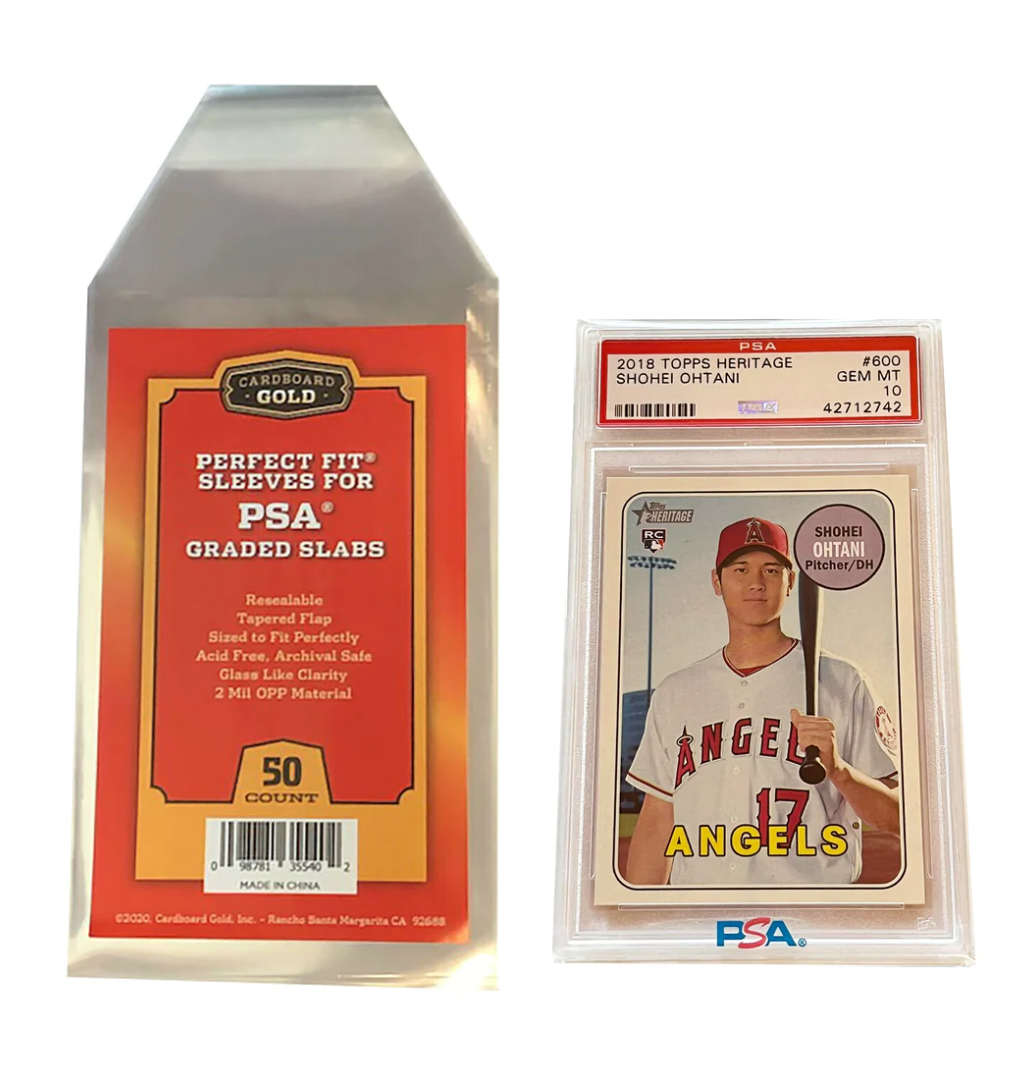 CARDBOARD
GOLD
PERFECT FIT®
SLEEVES FOR
PSA®
GRADED SLABS
Resealable
Tapered Flap
Sized to Fit Perfectly
Acid Free, Archival Safe
Glass Like Clarity
2 Mil OPP Material
50
COUNT
0 98781 35540 2
MADE IN CHINA
©2020, Cardboard Gold, Inc. - Rancho Santa Margarita CA 92688
PSA
2018 TOPPS HERITAGE #600
SHOHEI OHTANI GEM MT
10
42712742
Topps
HERITAGE
RC
A
SHOHEI
OHTANI
Pitcher/DH
ANGEL
17
ANGELS
PSA®